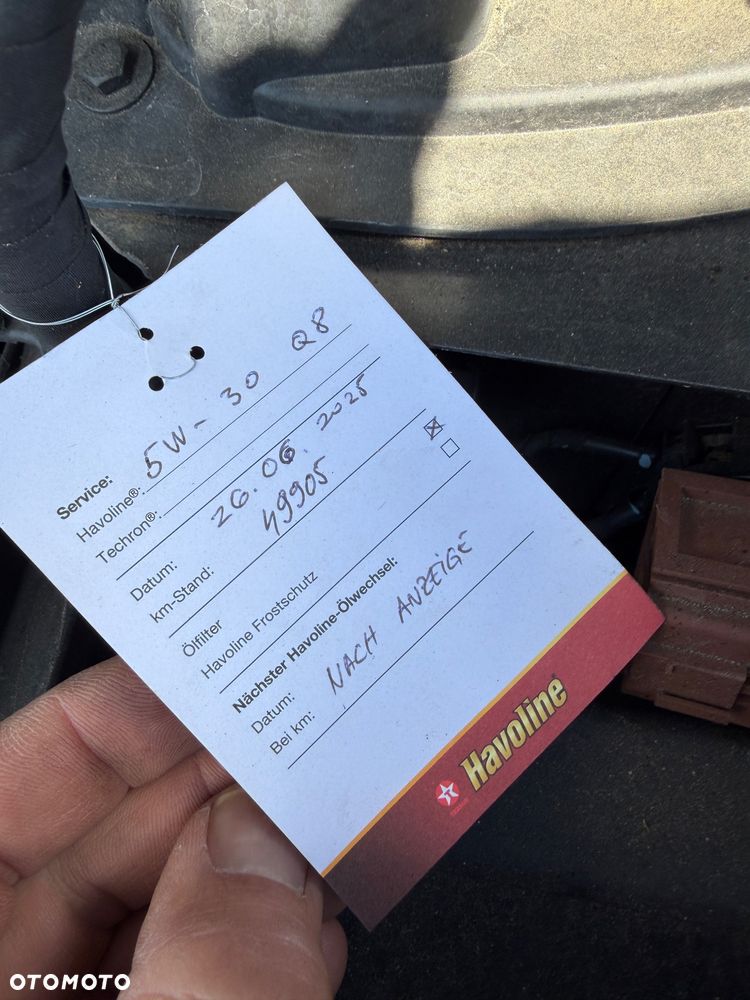 Service:
Havoline®: 5W-30 Q8
Techron®:
Datum: 26.06.2025
km-Stand: 49905
Ölfilter
Havoline Frostschutz
Nächster Havoline-Ölwechsel:
Datum: NACH ANZEIGE
Bei km:
Havoline
OTOMOTO